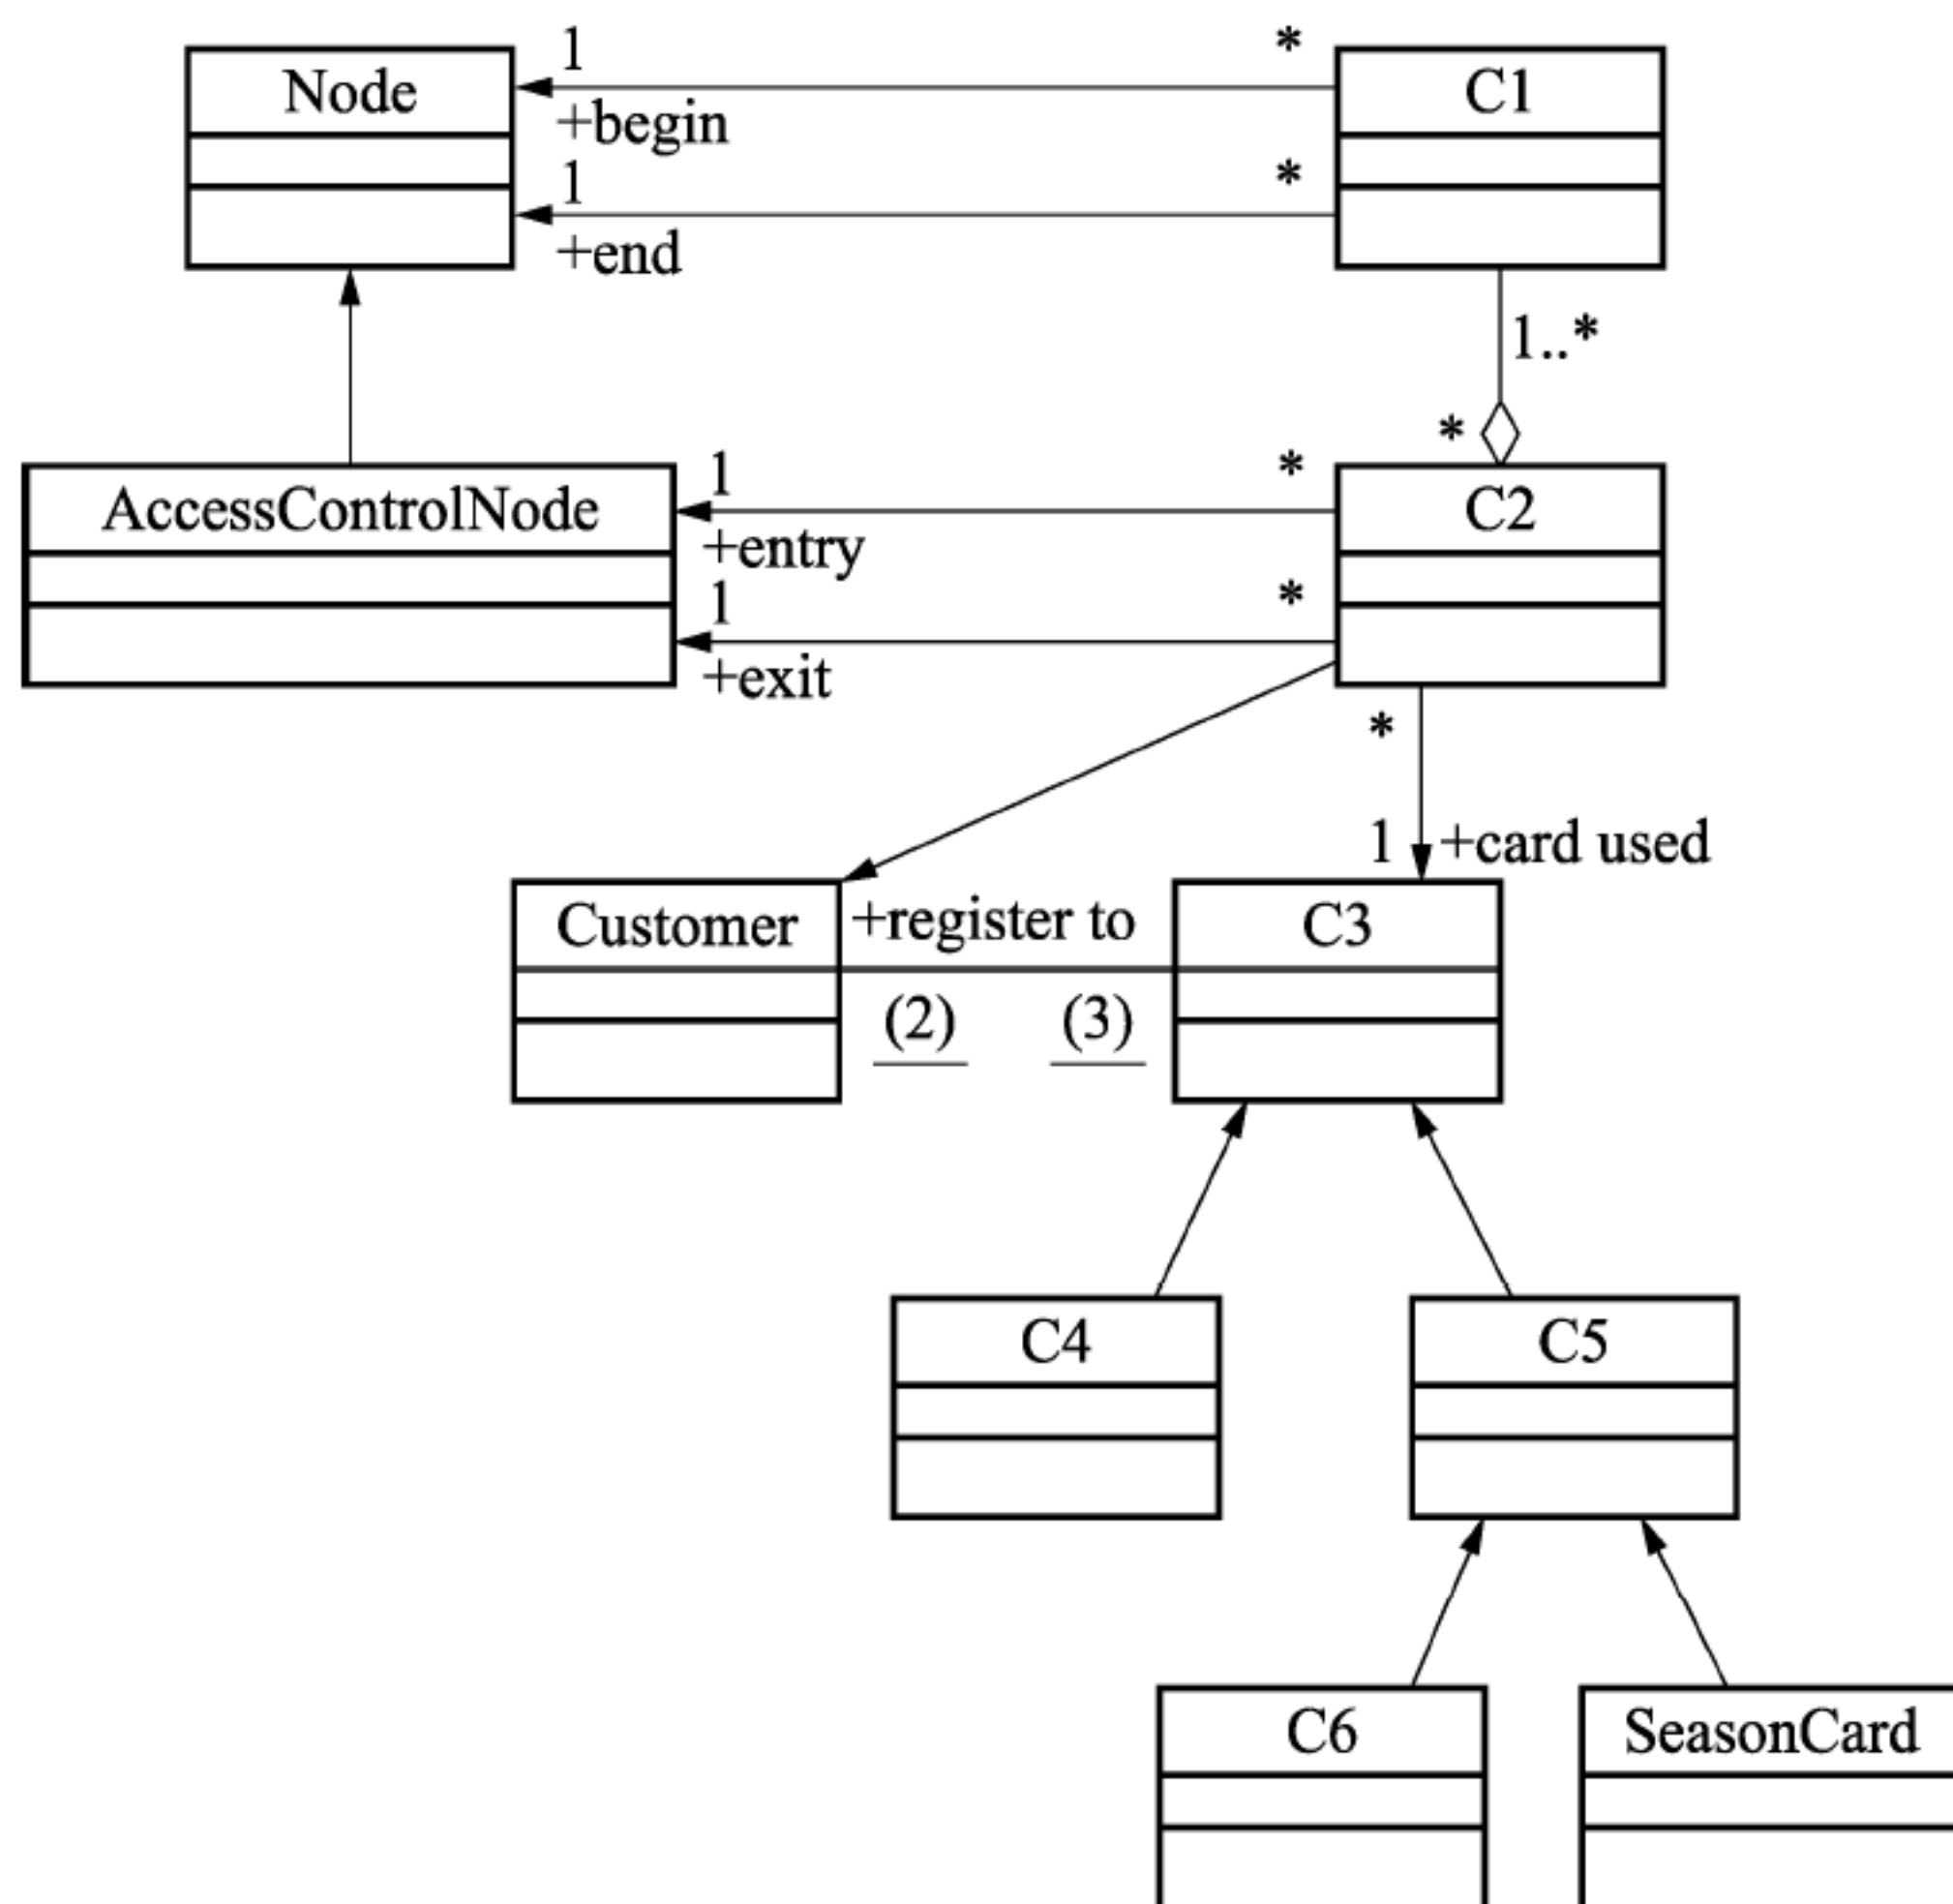 1
*
Node
C1
+begin
1
*
+end
1..*
*
1
*
AccessControlNode
C2
+entry
1
*
+exit
*
1
+card used
Customer
+register to
C3
(2)
(3)
C4
C5
C6
SeasonCard